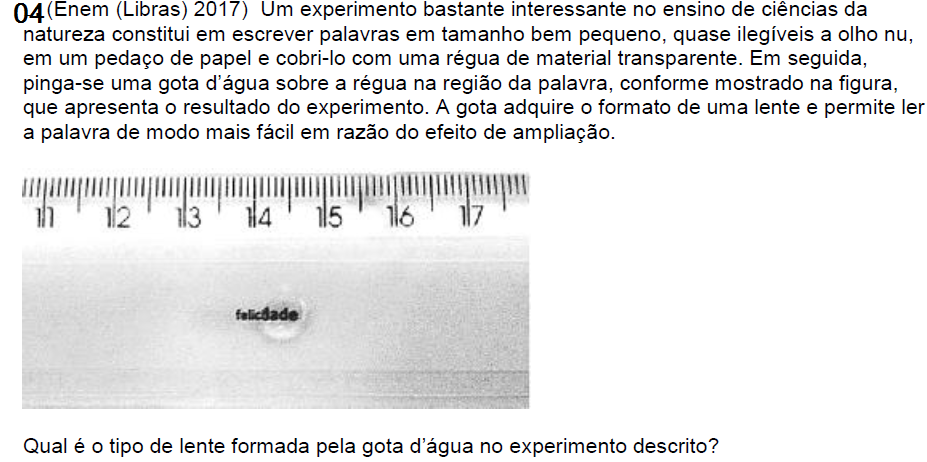 04 (Enem (Libras) 2017) Um experimento bastante interessante no ensino de ciências da
natureza constitui em escrever palavras em tamanho bem pequeno, quase ilegíveis a olho nu,
em um pedaço de papel e cobri-lo com uma régua de material transparente. Em seguida,
pinga-se uma gota d'água sobre a régua na região da palavra, conforme mostrado na figura,
que apresenta o resultado do experimento. A gota adquire o formato de uma lente e permite ler
a palavra de modo mais fácil em razão do efeito de ampliação.
11 12 13 14 15 16 17
felicidade
Qual é o tipo de lente formada pela gota d'água no experimento descrito?